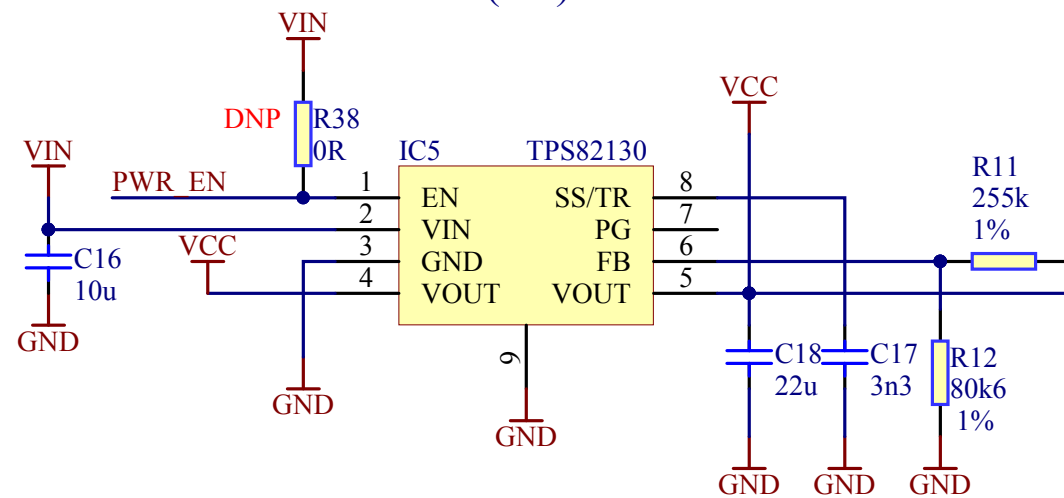 VIN
DNP
R38
0R
VIN
PWR_EN
C16
10u
GND
VCC
GND
IC5
TPS82130
1
EN
2
VIN
3
GND
4
VOUT
SS/TR
8
PG
7
FB
6
VOUT
5
9
GND
VCC
C18
22u
GND
C17
3n3
GND
R11
255k
1%
R12
80k6
1%
GND